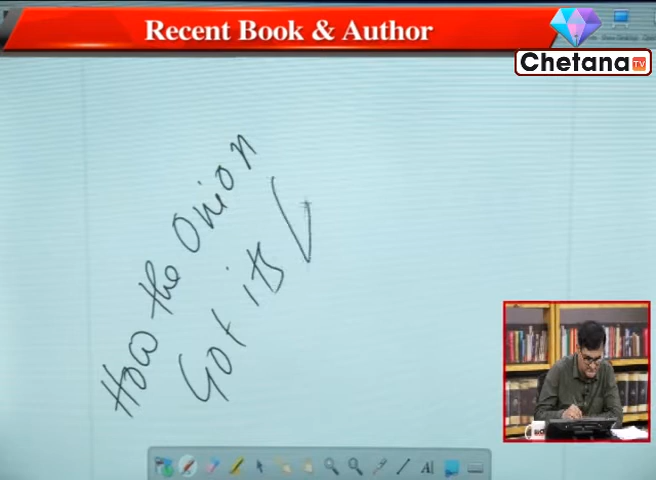 Recent Book & Author
Chetana TV
How the Onion
Got its